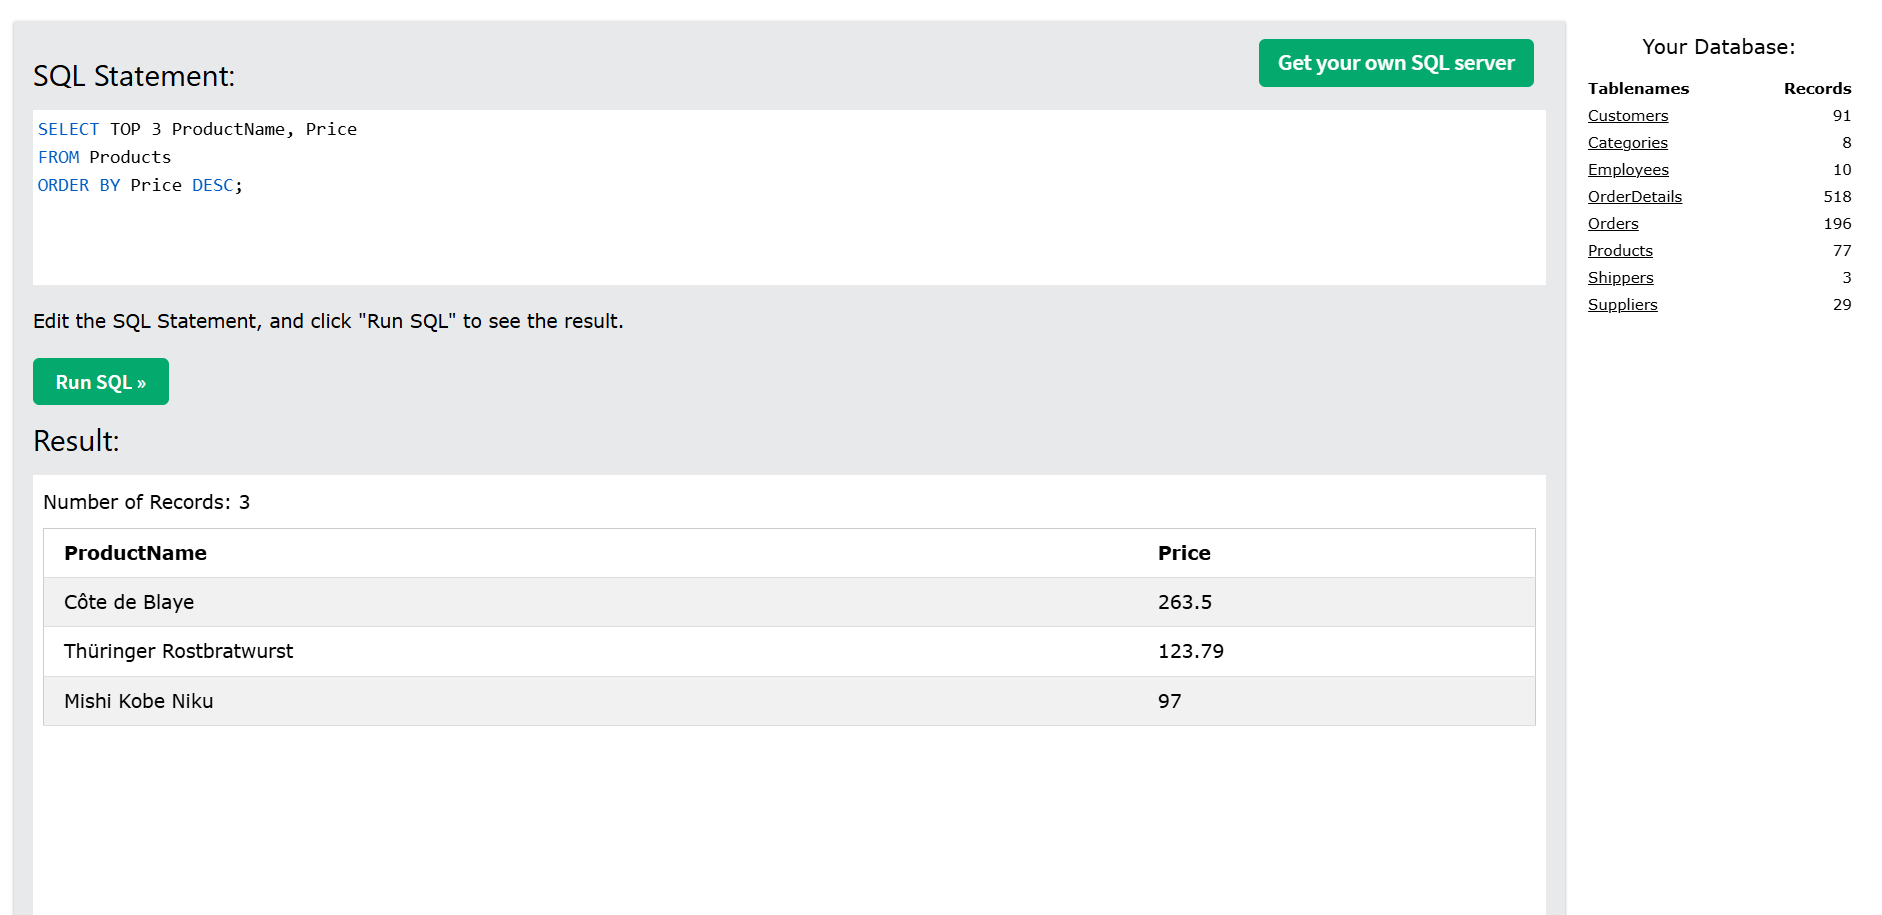 SQL Statement:
Get your own SQL server
SELECT TOP 3 ProductName, Price
FROM Products
ORDER BY Price DESC;
Edit the SQL Statement, and click "Run SQL" to see the result.
Run SQL »
Result:
Number of Records: 3
ProductName Price
Côte de Blaye 263.5
Thüringer Rostbratwurst 123.79
Mishi Kobe Niku 97
Your Database:
Tablenames Records
Customers 91
Categories 8
Employees 10
OrderDetails 518
Orders 196
Products 77
Shippers 3
Suppliers 29